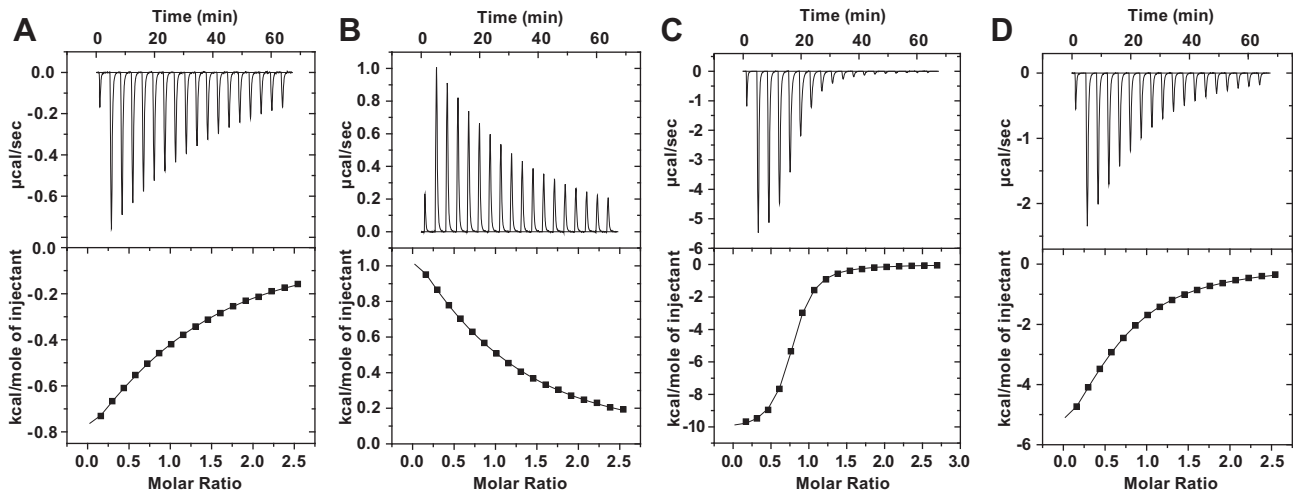 A
Time (min)
0 20 40 60
0.0
-0.2
-0.4
-0.6
µcal/sec
0.0
-0.2
-0.4
-0.6
-0.8
kcal/mole of injectant
0.0 0.5 1.0 1.5 2.0 2.5
Molar Ratio
B
Time (min)
0 20 40 60
1.0
0.8
0.6
0.4
0.2
0.0
µcal/sec
1.0
0.8
0.6
0.4
0.2
0.0
kcal/mole of injectant
0.0 0.5 1.0 1.5 2.0 2.5
Molar Ratio
C
Time (min)
0 20 40 60
0
-1
-2
-3
-4
-5
-6
µcal/sec
0
-2
-4
-6
-8
-10
kcal/mole of injectant
0.0 0.5 1.0 1.5 2.0 2.5 3.0
Molar Ratio
D
Time (min)
0 20 40 60
0
-1
-2
µcal/sec
0
-2
-4
-6
kcal/mole of injectant
0.0 0.5 1.0 1.5 2.0 2.5
Molar Ratio